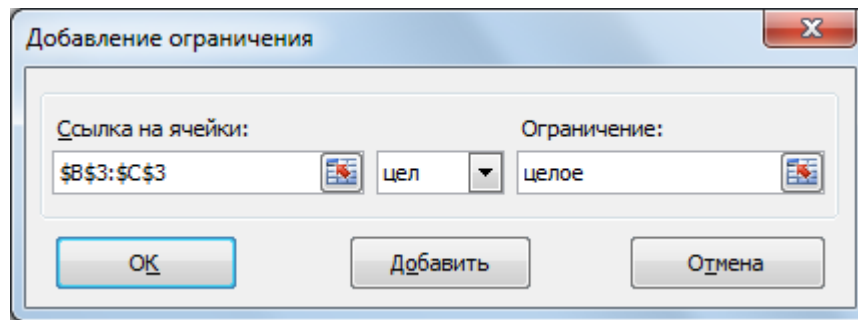 Добавление ограничения
Ссылка на ячейки: Ограничение:
$B$3:$C$3 цел целое
ОК Добавить Отмена